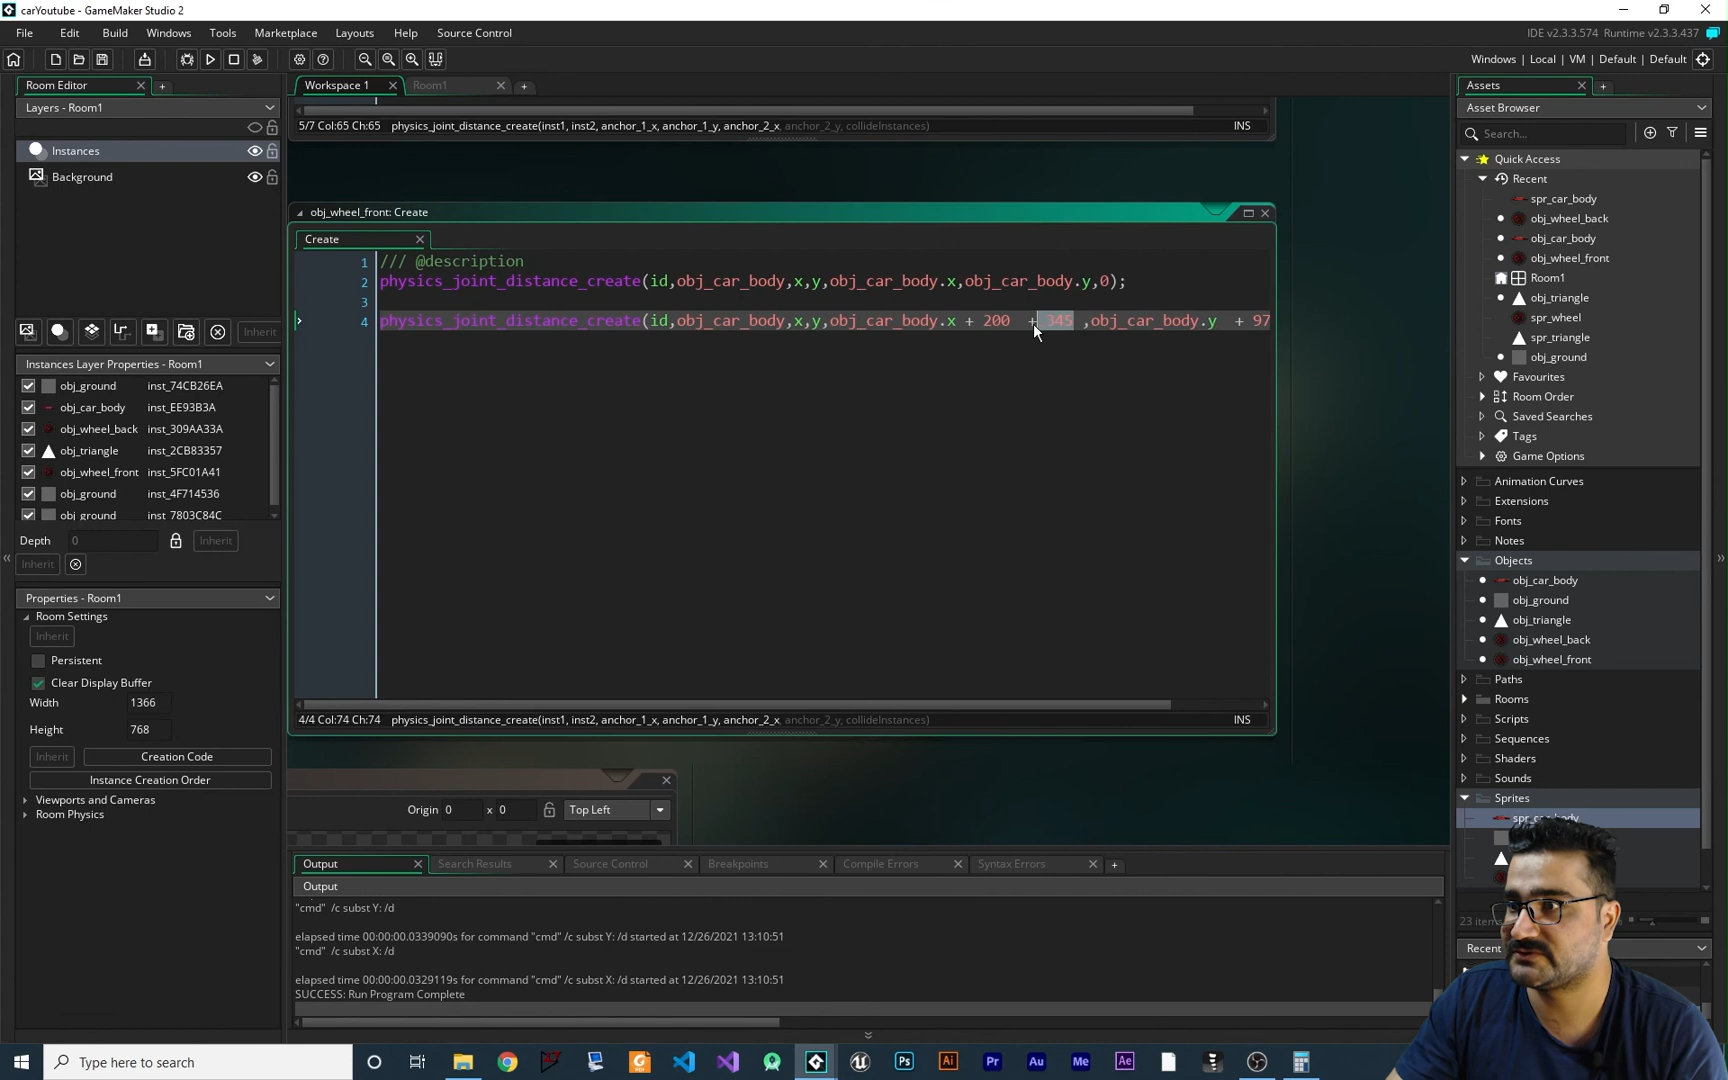 carYoutube - GameMaker Studio 2
File Edit Build Windows Tools Help Marketplace Layouts Source Control
IDE v2.3.3.574 Runtime v2.3.3.437
Windows | Local | VM | Default | Default
Room Editor
Workspace 1
Room1
Assets
Layers - Room1
Asset Browser
5/7 Col:65 Ch:65 physics_joint_distance_create(inst1, inst2, anchor_1_x, anchor_1_y, anchor_2_x, anchor_2_y, collideInstances) INS
Search...
Instances
Background
Quick Access
Recent
spr_car_body
obj_wheel_back
obj_car_body
obj_wheel_front
Room1
obj_triangle
spr_wheel
spr_triangle
obj_ground
Favourites
Room Order
Saved Searches
Tags
Game Options
Animation Curves
Extensions
Fonts
Notes
Objects
obj_car_body
obj_ground
obj_triangle
obj_wheel_back
obj_wheel_front
Paths
Rooms
Scripts
Sequences
Shaders
Sounds
Sprites
obj_wheel_front: Create
Create
1 /// @description
2 physics_joint_distance_create(id,obj_car_body,x,y,obj_car_body.x,obj_car_body.y,0);
3
4 physics_joint_distance_create(id,obj_car_body,x,y,obj_car_body.x + 200 + 345 ,obj_car_body.y + 97
4/4 Col:74 Ch:74 physics_joint_distance_create(inst1, inst2, anchor_1_x, anchor_1_y, anchor_2_x, anchor_2_y, collideInstances) INS
Inherit
Instances Layer Properties - Room1
obj_ground inst_74CB26EA
obj_car_body inst_EE93B3A
obj_wheel_back inst_309AA33A
obj_triangle inst_2CB83357
obj_wheel_front inst_5FC01A41
obj_ground inst_4F714536
obj_ground inst_7803C84C
Depth 0 Inherit
Inherit
Properties - Room1
Room Settings
Inherit
Persistent
Clear Display Buffer
Width 1366
Height 768
Inherit Creation Code
Instance Creation Order
Viewports and Cameras
Room Physics
Origin 0 x 0 Top Left
Output Search Results Source Control Breakpoints Compile Errors Syntax Errors
Output
"cmd" /c subst Y: /d
elapsed time 00:00:00.0339090s for command "cmd" /c subst Y: /d started at 12/26/2021 13:10:51
"cmd" /c subst X: /d
elapsed time 00:00:00.0329119s for command "cmd" /c subst X: /d started at 12/26/2021 13:10:51
SUCCESS: Run Program Complete
23 items
Recent
Type here to search
Ps Ai Pr Au Me Ae